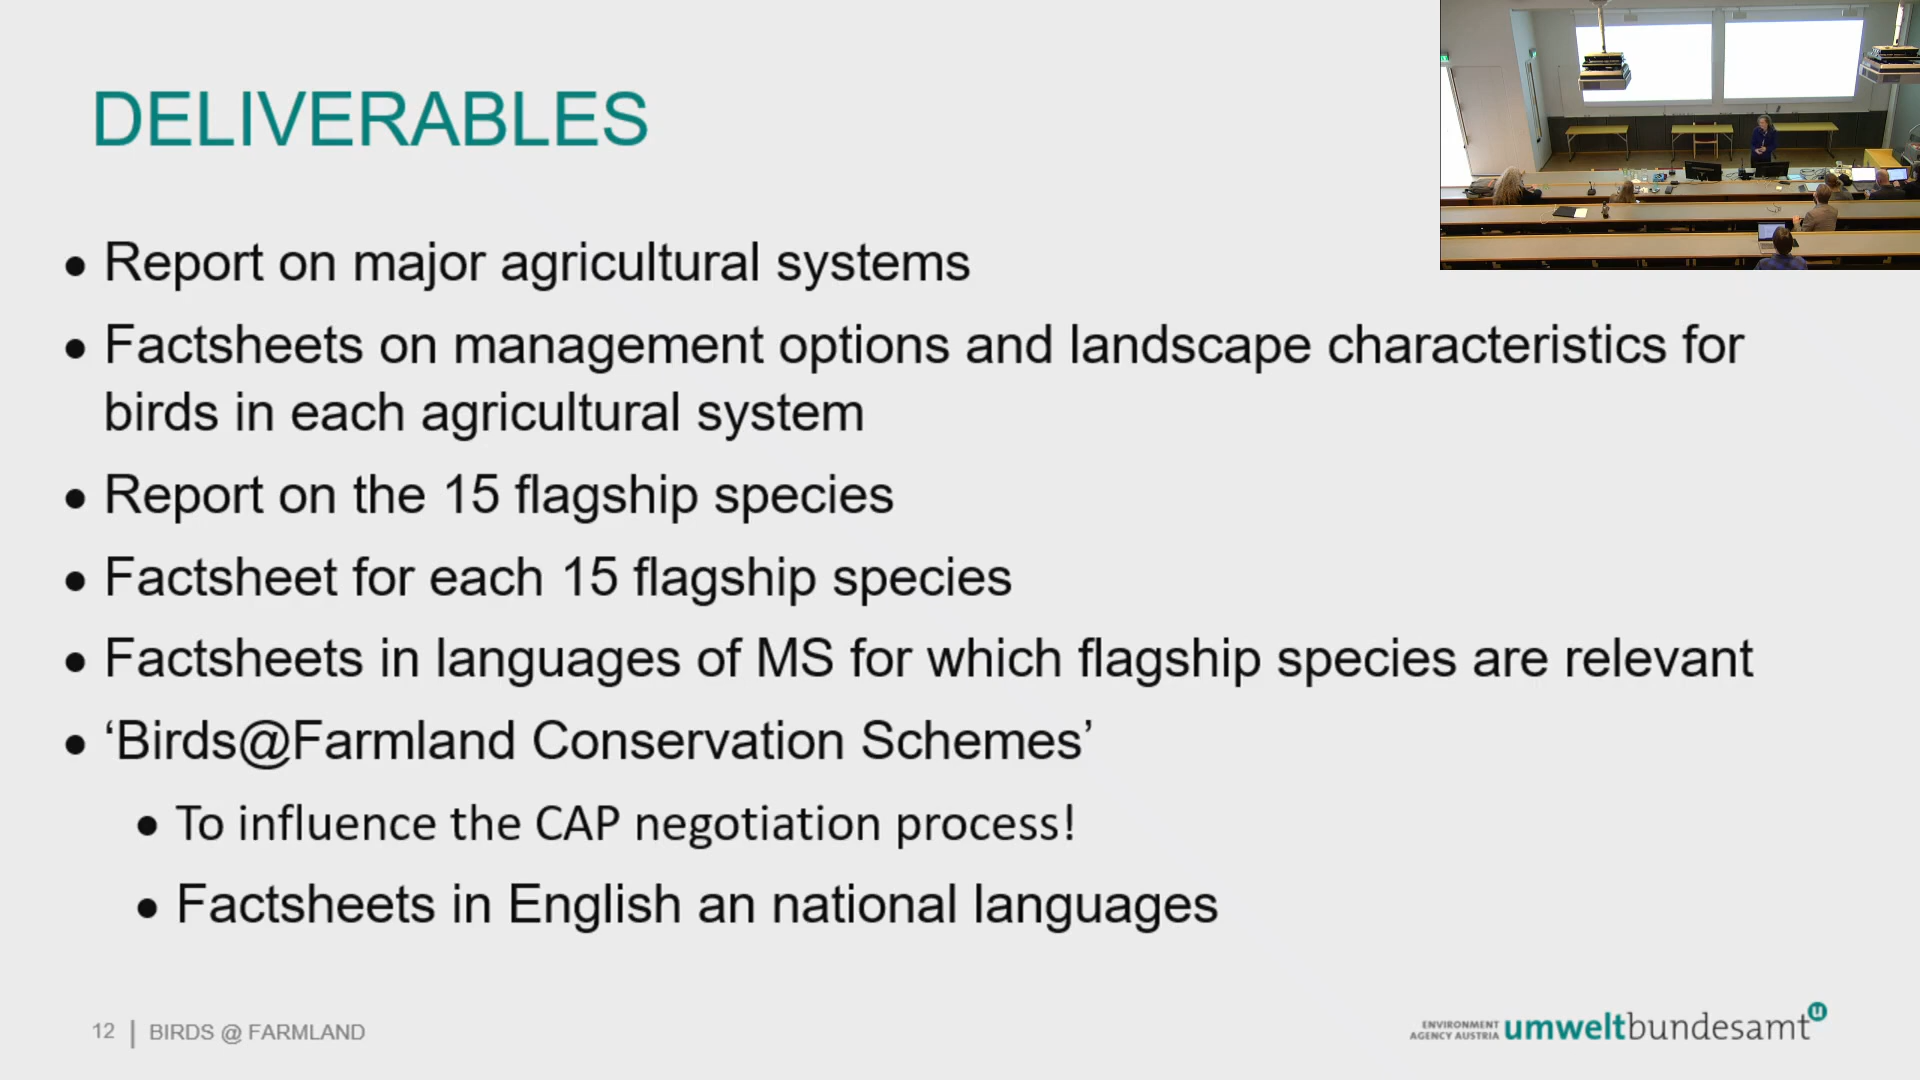 DELIVERABLES
• Report on major agricultural systems
• Factsheets on management options and landscape characteristics for
birds in each agricultural system
• Report on the 15 flagship species
• Factsheet for each 15 flagship species
• Factsheets in languages of MS for which flagship species are relevant
• ‘Birds@Farmland Conservation Schemes’
• To influence the CAP negotiation process!
• Factsheets in English an national languages
12 | BIRDS @ FARMLAND
ENVIRONMENT
AGENCY AUSTRIA umweltbundesamt U